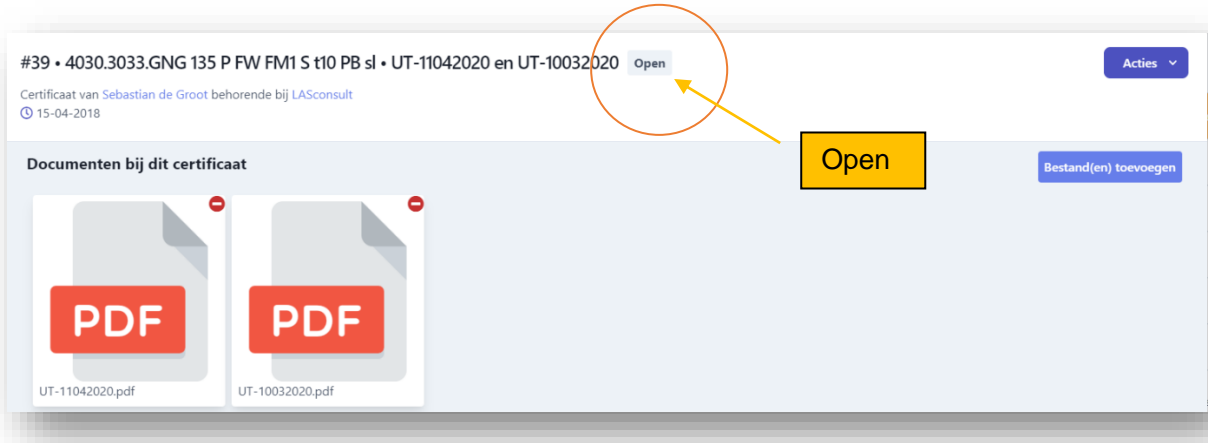 #39 • 4030.3033.GNG 135 P FW FM1 S t10 PB sl • UT-11042020 en UT-10032020 Open
Acties
Certificaat van Sebastian de Groot behorende bij LASconsult
15-04-2018
Open
Documenten bij dit certificaat
Bestand(en) toevoegen
PDF
PDF
UT-11042020.pdf
UT-10032020.pdf